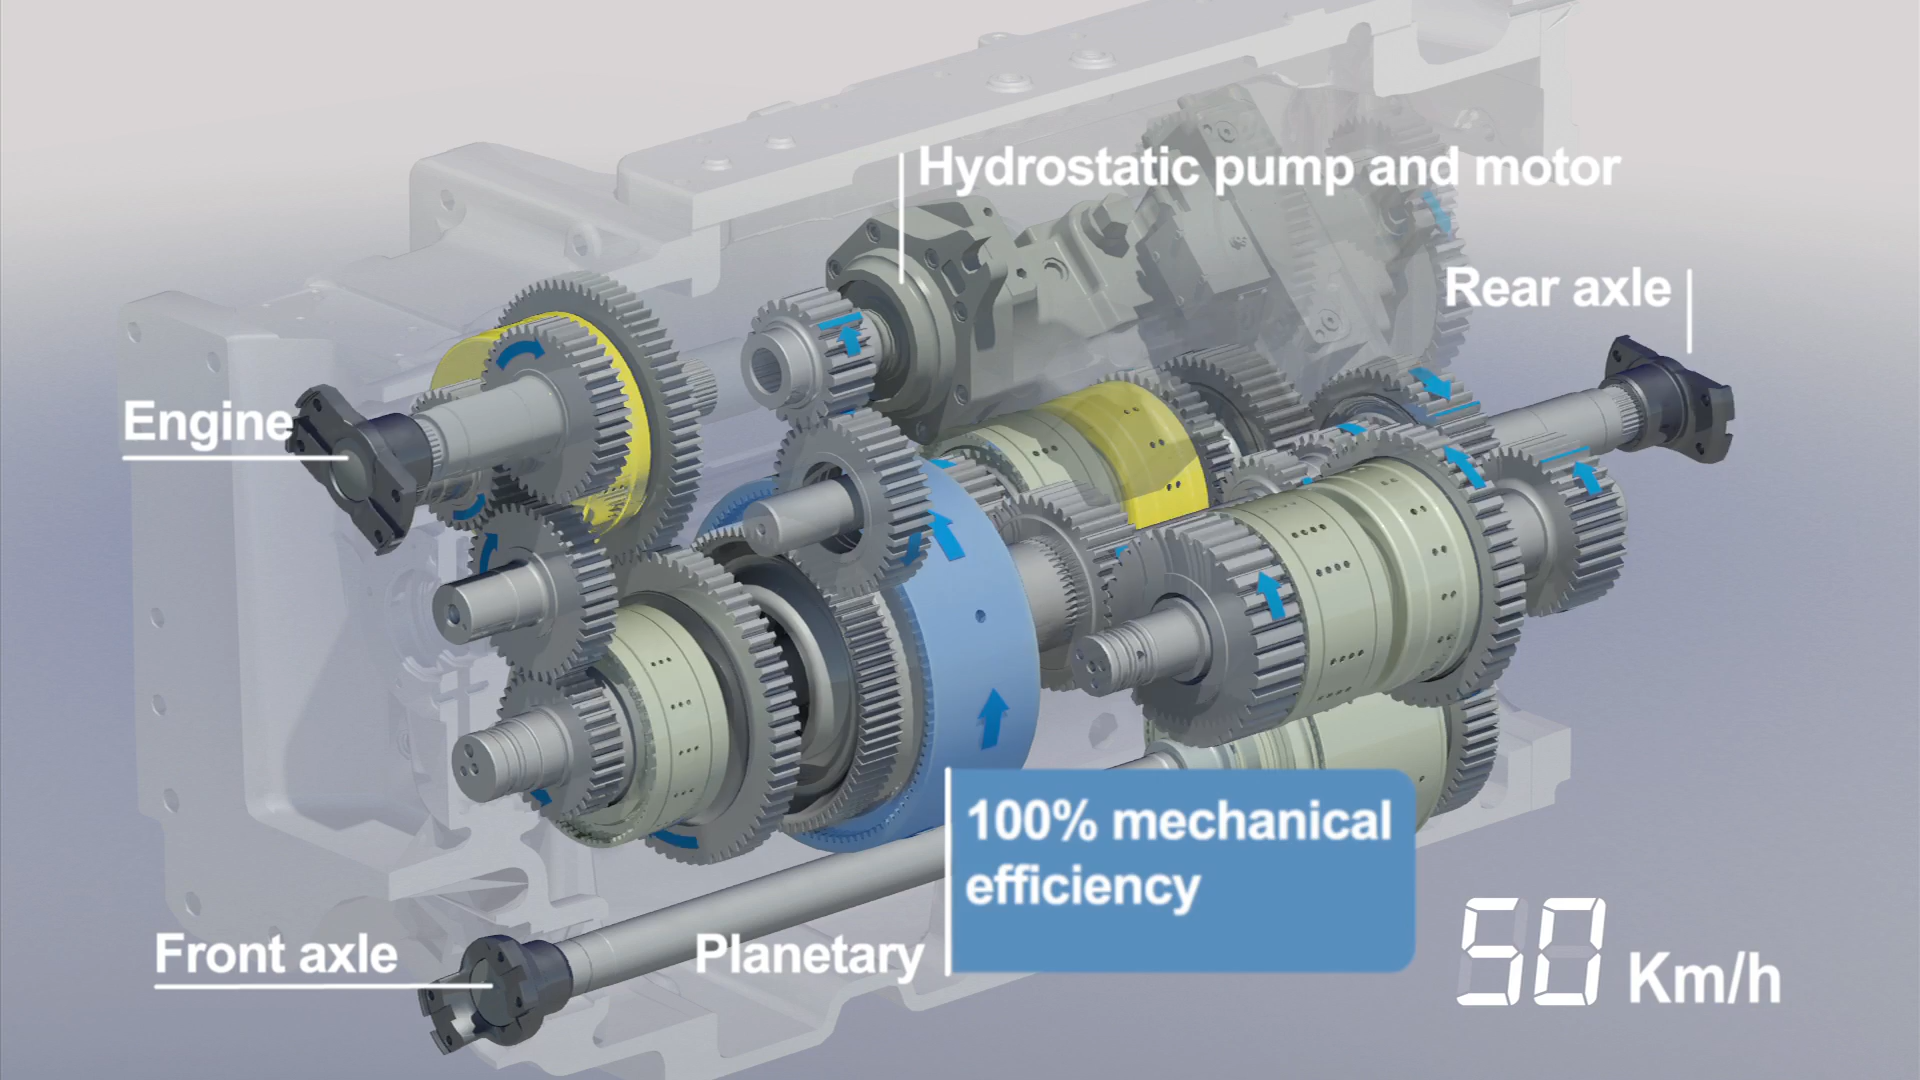 Hydrostatic pump and motor
Rear axle
Engine
100% mechanical
efficiency
Front axle
Planetary
50 Km/h